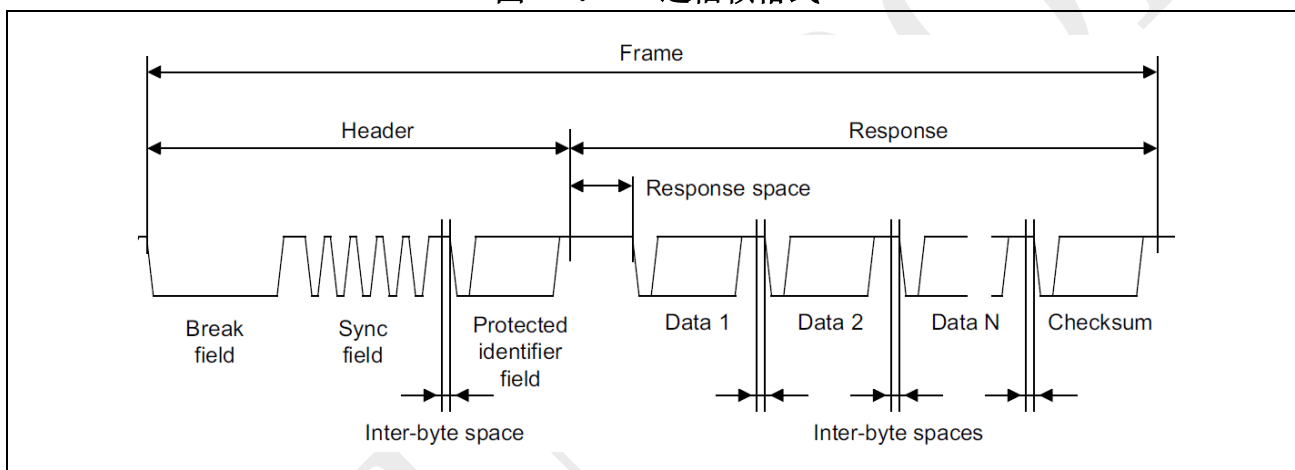 Frame
Header
Response
Response space
Break
field
Sync
field
Protected
identifier
field
Data 1
Data 2
Data N
Checksum
Inter-byte space
Inter-byte spaces